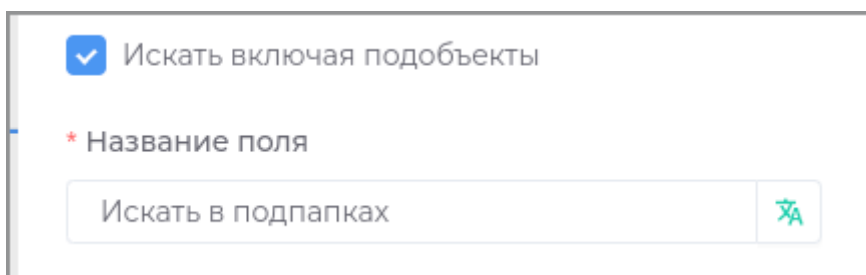 Искать включая подобъекты
* Название поля
Искать в подпапках